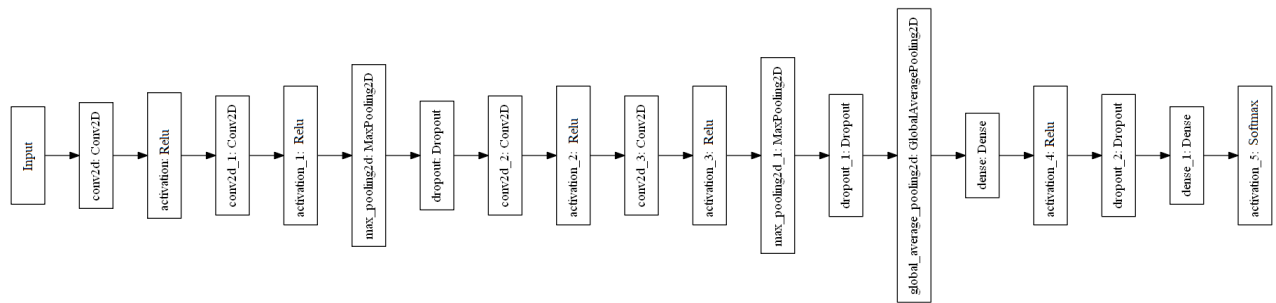 Input
conv2d: Conv2D
activation: Relu
conv2d_1: Conv2D
activation_1: Relu
max_pooling2d: MaxPooling2D
dropout: Dropout
conv2d_2: Conv2D
activation_2: Relu
conv2d_3: Conv2D
activation_3: Relu
max_pooling2d_1: MaxPooling2D
dropout_1: Dropout
global_average_pooling2d: GlobalAveragePooling2D
dense: Dense
activation_4: Relu
dropout_2: Dropout
dense_1: Dense
activation_5: Softmax